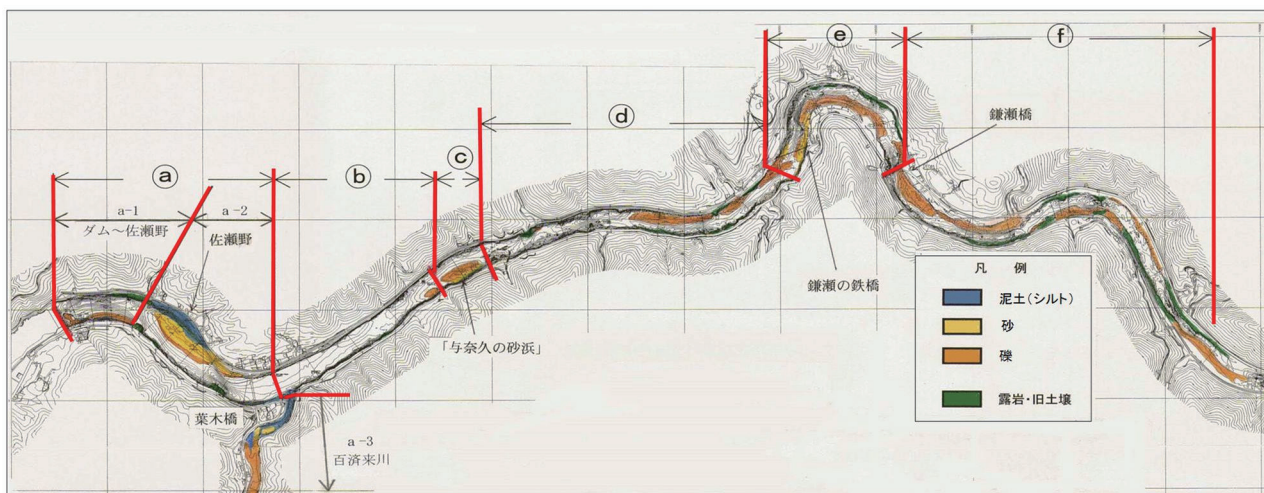 ⓔ
ⓕ
ⓓ
鎌瀬橋
ⓒ
ⓐ
ⓑ
a-1
a-2
ダム～佐瀬野
佐瀬野
鎌瀬の鉄橋
「与奈久の砂浜」
葉木橋
a-3
百済来川
凡 例
泥土(シルト)
砂
礫
露岩・旧土壌